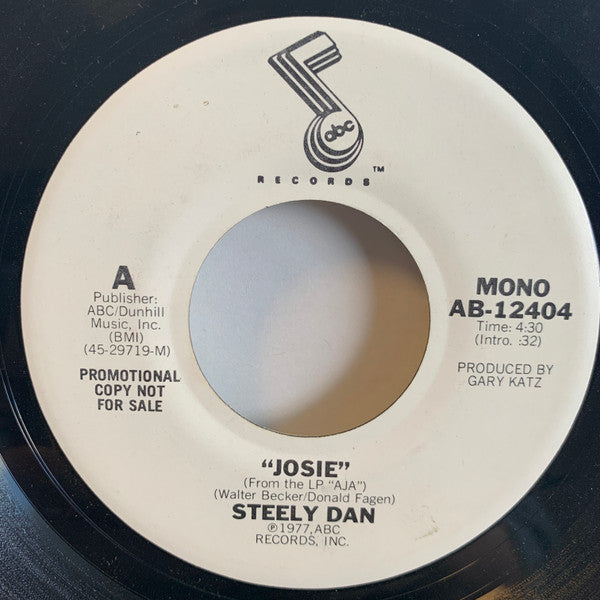 abc
RECORDS™
A
Publisher:
ABC/Dunhill
Music, Inc.
(BMI)
(45-29719-M)
PROMOTIONAL
COPY NOT
FOR SALE
MONO
AB-12404
Time: 4:30
(Intro. :32)
PRODUCED BY
GARY KATZ
"JOSIE"
(From the LP. "AJA")
(Walter Becker/Donald Fagen)
STEELY DAN
℗1977, ABC
RECORDS, INC.